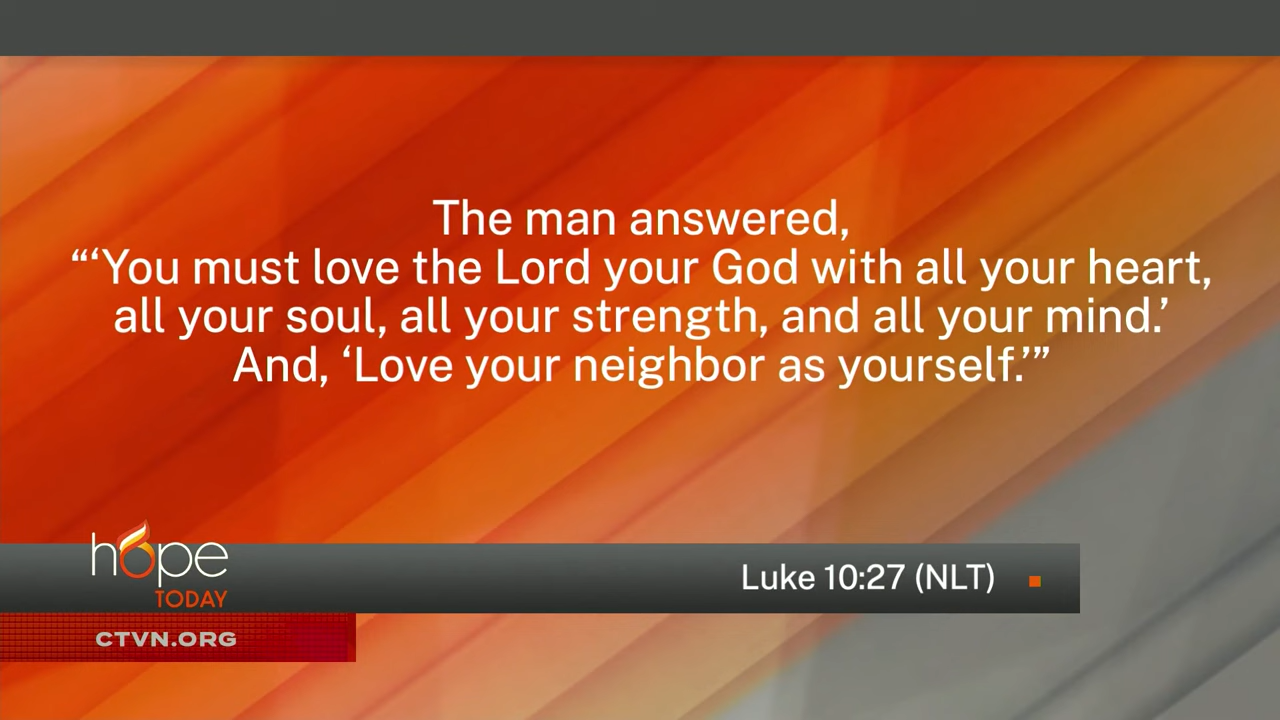 The man answered,
“‘You must love the Lord your God with all your heart,
all your soul, all your strength, and all your mind.’
And, ‘Love your neighbor as yourself.’”
hope
TODAY
Luke 10:27 (NLT)
CTVN.ORG